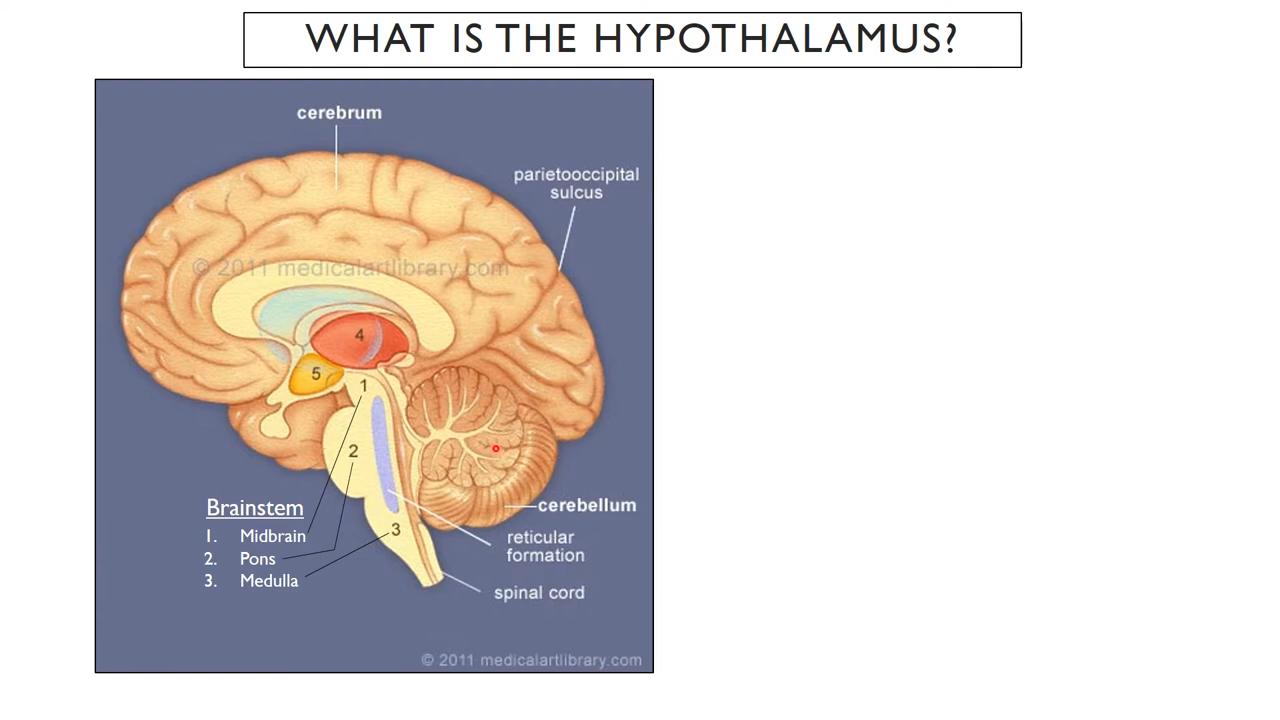 WHAT IS THE HYPOTHALAMUS?
cerebrum
parietooccipital
sulcus
© 2011 medicalartlibrary.com
4
5
1
2
3
Brainstem
1. Midbrain
2. Pons
3. Medulla
cerebellum
reticular
formation
spinal cord
© 2011 medicalartlibrary.com